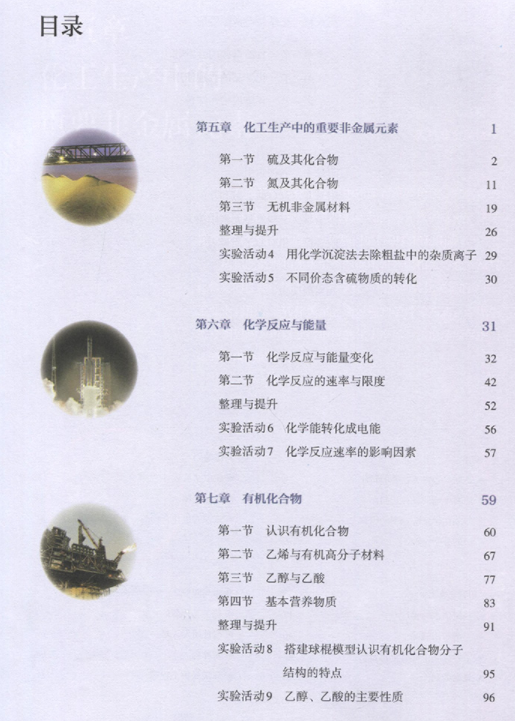 目录
第五章 化工生产中的重要非金属元素 1
第一节 硫及其化合物 2
第二节 氮及其化合物 11
第三节 无机非金属材料 19
整理与提升 26
实验活动4 用化学沉淀法去除粗盐中的杂质离子 29
实验活动5 不同价态含硫物质的转化 30
第六章 化学反应与能量 31
第一节 化学反应与能量变化 32
第二节 化学反应的速率与限度 42
整理与提升 52
实验活动6 化学能转化成电能 56
实验活动7 化学反应速率的影响因素 57
第七章 有机化合物 59
第一节 认识有机化合物 60
第二节 乙烯与有机高分子材料 67
第三节 乙醇与乙酸 77
第四节 基本营养物质 83
整理与提升 91
实验活动8 搭建球棍模型认识有机化合物分子
结构的特点 95
实验活动9 乙醇、乙酸的主要性质 96